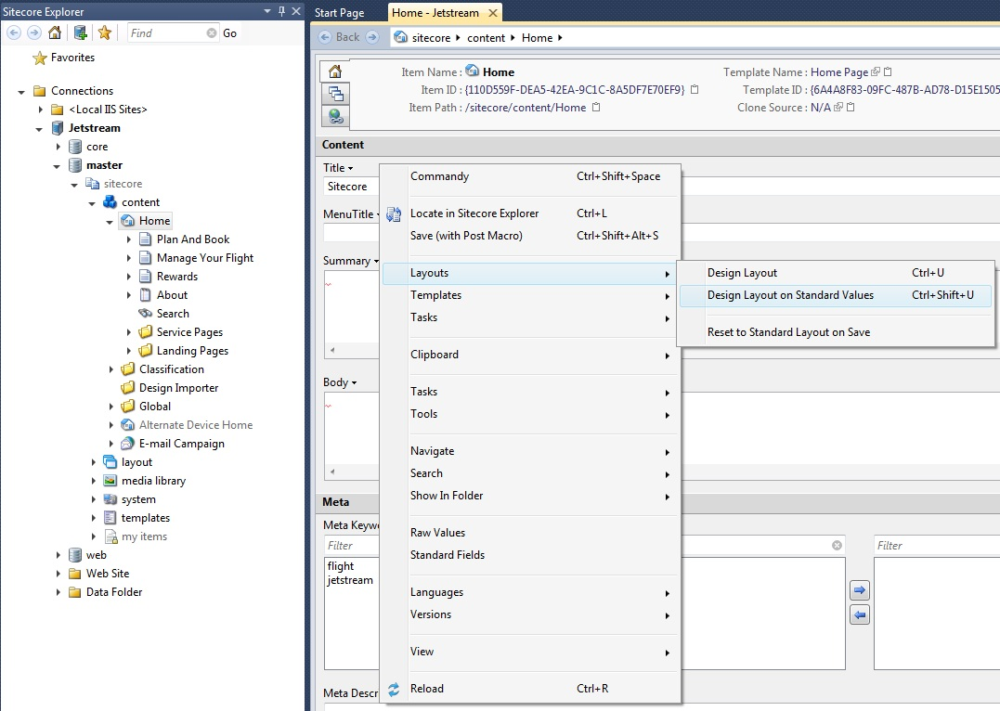 Sitecore Explorer
Find
Go
Favorites
Connections
<Local IIS Sites>
Jetstream
core
master
sitecore
content
Home
Plan And Book
Manage Your Flight
Rewards
About
Search
Service Pages
Landing Pages
Classification
Design Importer
Global
Alternate Device Home
E-mail Campaign
layout
media library
system
templates
my items
web
Web Site
Data Folder
Start Page
Home - Jetstream
Back
sitecore content Home
Item Name : Home
Item ID : {110D559F-DEA5-42EA-9C1C-8A5DF7E70EF9}
Item Path : /sitecore/content/Home
Template Name : Home Page
Template ID : {6A4A8F83-09FC-487B-AD78-D15E1505
Clone Source : N/A
Content
Title
Sitecore
MenuTitle
Summary
Body
Meta
Meta Keyw
Filter
flight
jetstream
Filter
Meta Descr
Commandy Ctrl+Shift+Space
Locate in Sitecore Explorer Ctrl+L
Save (with Post Macro) Ctrl+Shift+Alt+S
Layouts
Templates
Tasks
Clipboard
Tasks
Tools
Navigate
Search
Show In Folder
Raw Values
Standard Fields
Languages
Versions
View
Reload Ctrl+R
Design Layout Ctrl+U
Design Layout on Standard Values Ctrl+Shift+U
Reset to Standard Layout on Save